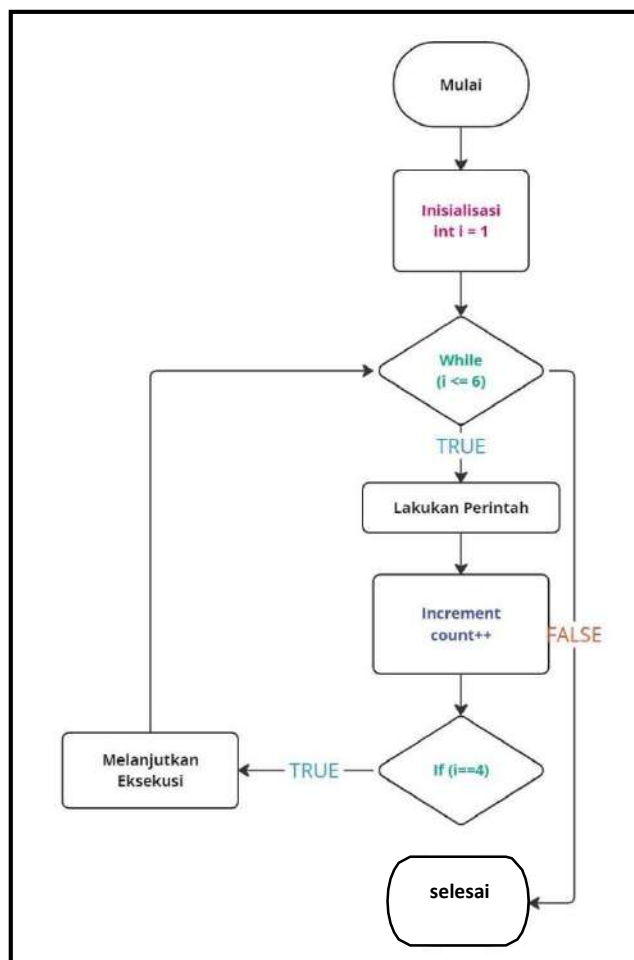 Mulai
Inisialisasi
int i = 1
While
(i <= 6)
TRUE
Lakukan Perintah
Increment
count++
FALSE
Melanjutkan
Eksekusi
TRUE
If (i==4)
selesai